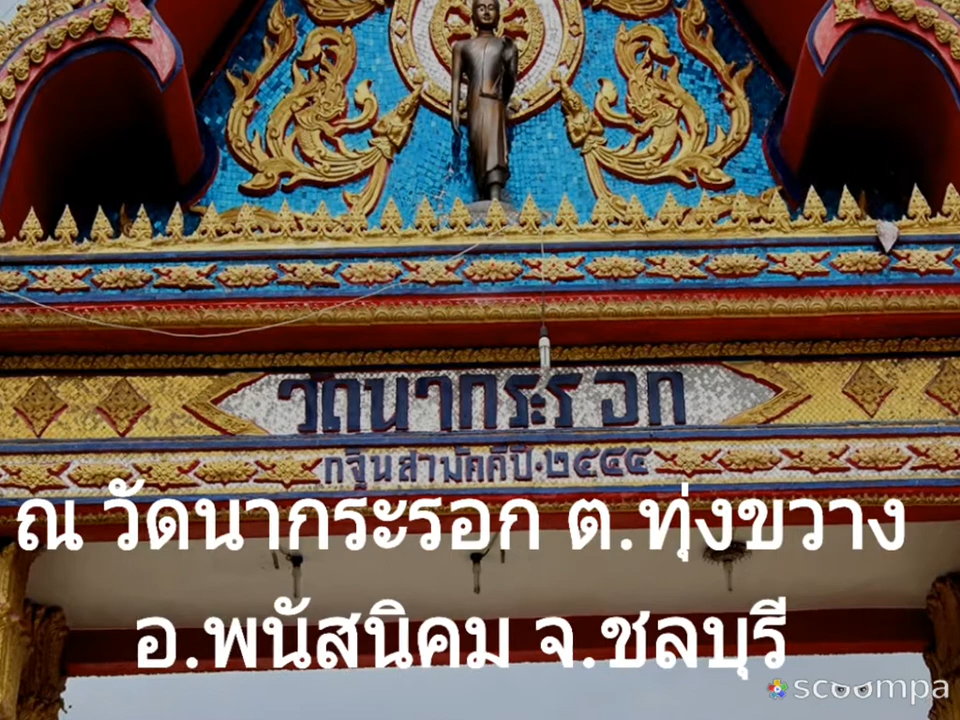 วัดนากระรอก
กฐินสามัคคีปี.๒๕๔๔
ณ วัดนากระรอก ต.ทุ่งขวาง
อ.พนัสนิคม จ.ชลบุรี
scoompa